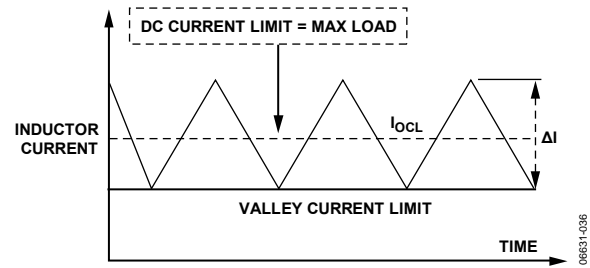 DC CURRENT LIMIT = MAX LOAD
INDUCTOR
CURRENT
IOCL
ΔI
VALLEY CURRENT LIMIT
TIME
06631-036